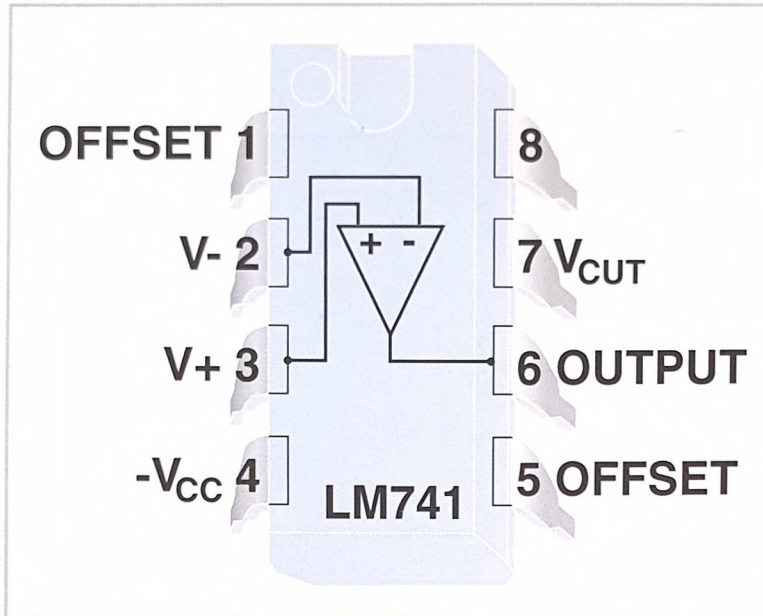 OFFSET 1
8
V- 2
7 VCUT
V+ 3
6 OUTPUT
-VCC 4
5 OFFSET
+ -
LM741